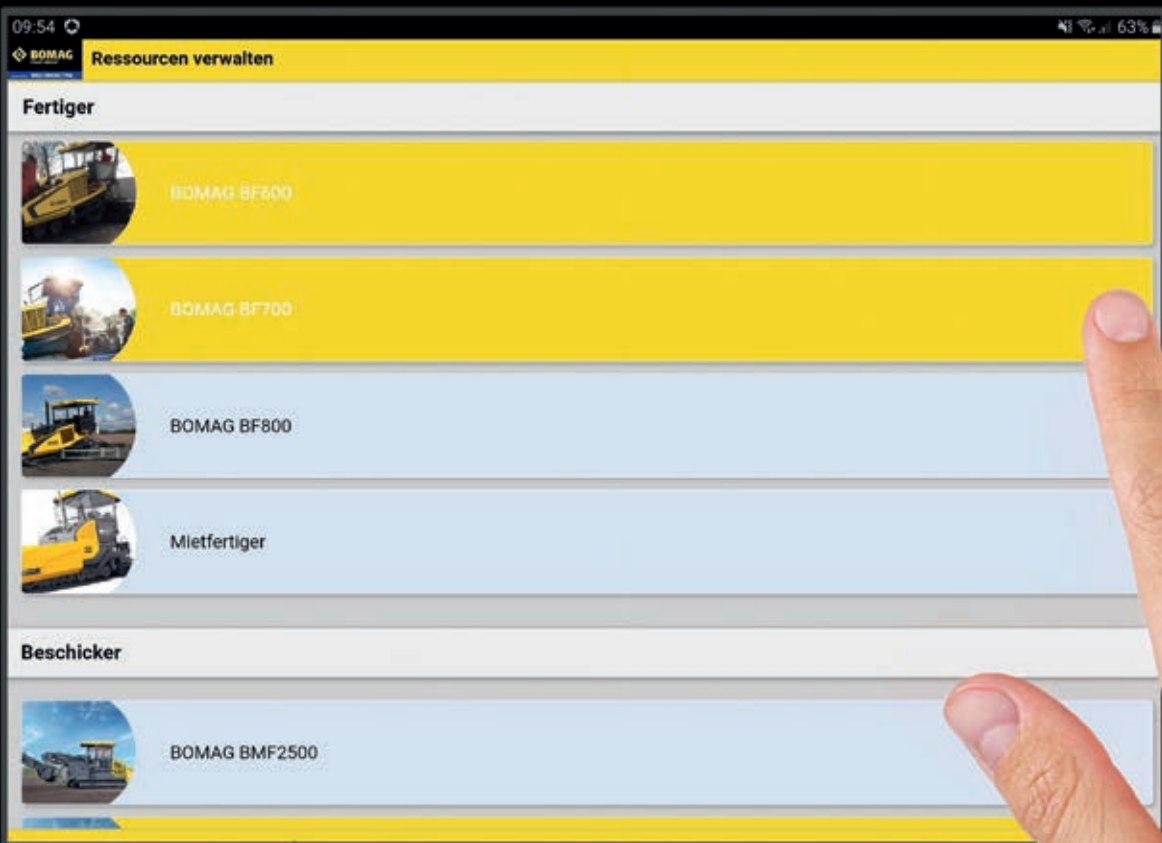 09:54
63%
BOMAG
Ressourcen verwalten
Fertiger
BOMAG BF600
BOMAG BF700
BOMAG BF800
Mietfertiger
Beschicker
BOMAG BMF2500